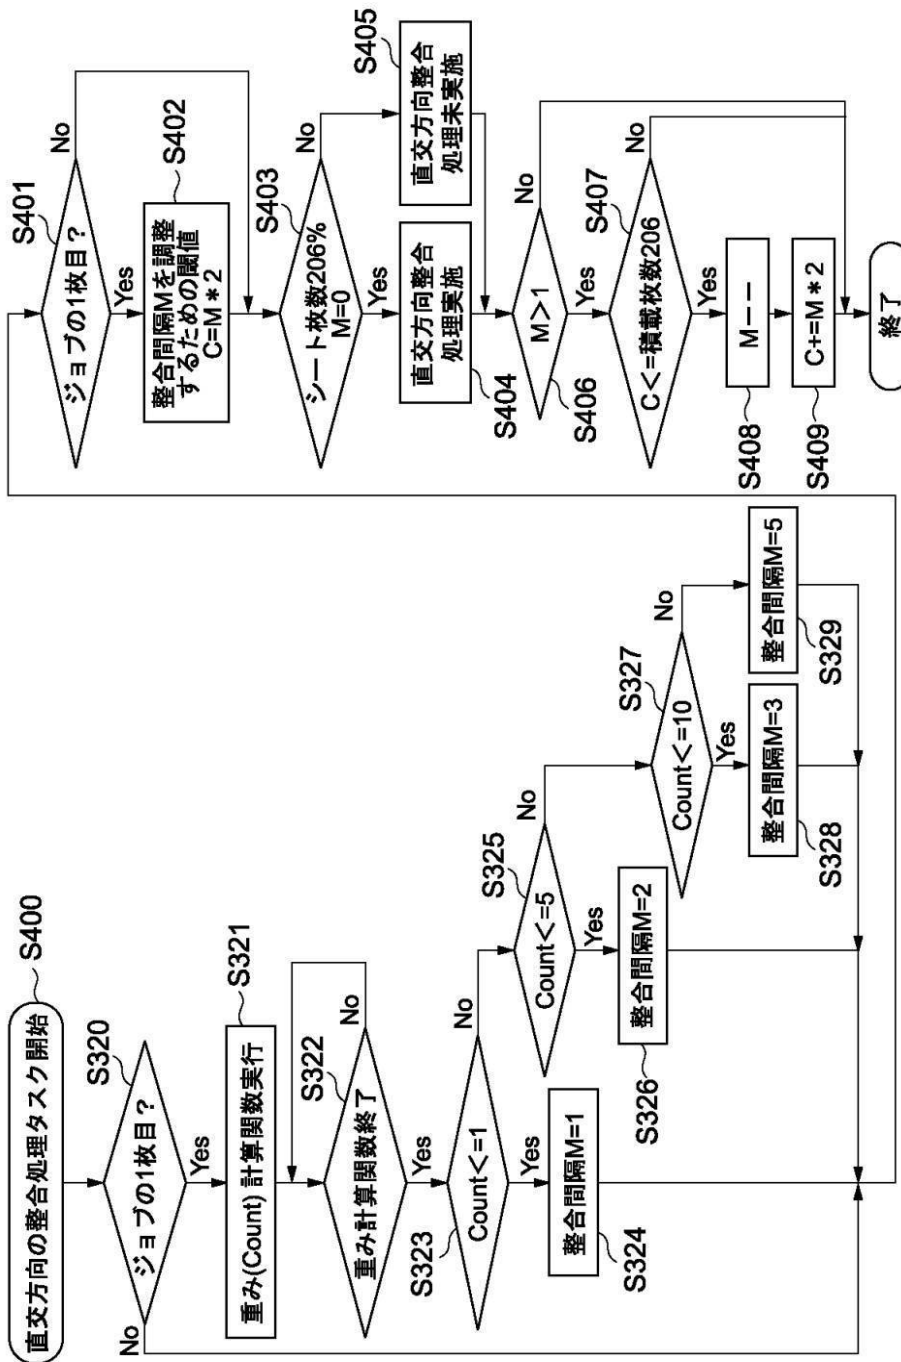 直交方向の整合処理タスク開始
S400
ジョブの1枚目?
S320
No
Yes
重み(Count) 計算関数実行
S321
重み計算関数終了
S322
No
Yes
Count<=1
S323
No
Yes
整合間隔M=1
S324
Count<=5
S325
No
Yes
整合間隔M=2
S326
Count<=10
S327
No
Yes
整合間隔M=3
S328
整合間隔M=5
S329
ジョブの1枚目?
S401
No
Yes
整合間隔Mを調整
するための閾値
C=M*2
S402
シート枚数206%
M=0
S403
No
Yes
直交方向整合
処理実施
S404
直交方向整合
処理未実施
S405
M>1
S406
No
Yes
C<=積載枚数206
S407
No
Yes
M--
S408
C+=M*2
S409
終了